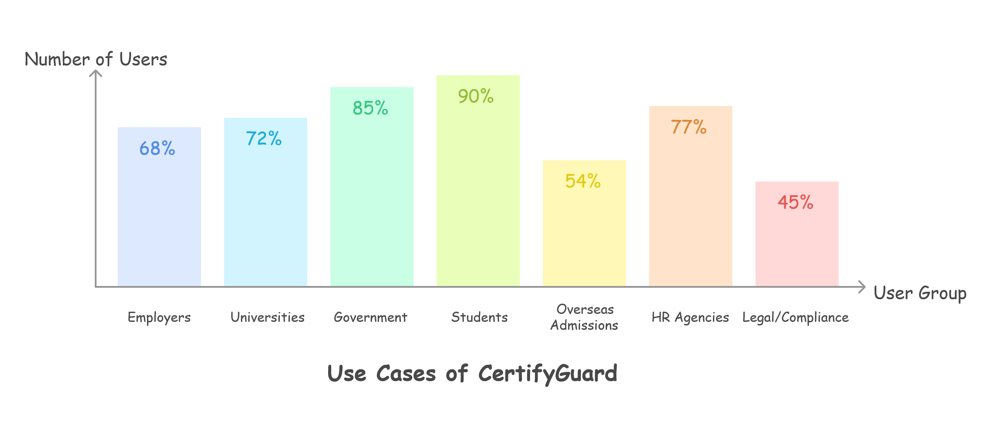 Number of Users
68%
72%
85%
90%
54%
77%
45%
User Group
Employers
Universities
Government
Students
Overseas
Admissions
HR Agencies
Legal/Compliance
Use Cases of CertifyGuard